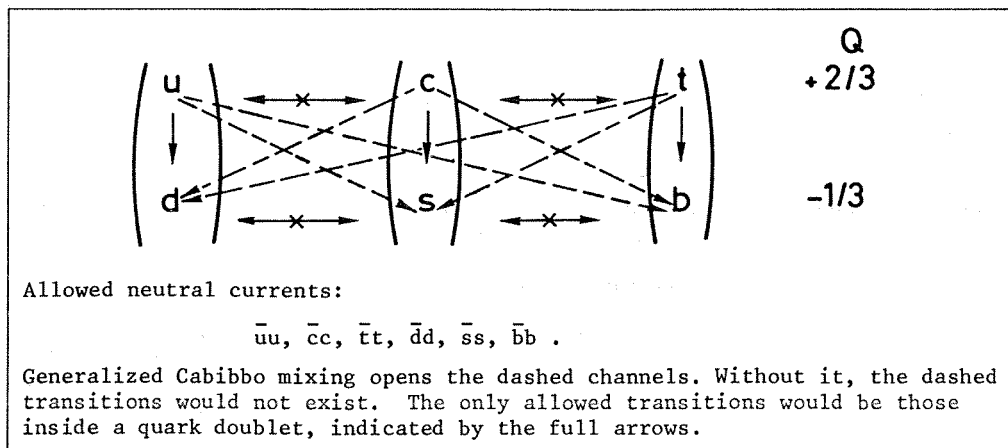 Q
u c t +2/3
d s b -1/3
Allowed neutral currents:
ūu, c̄c, t̄t, d̄d, s̄s, b̄b .
Generalized Cabibbo mixing opens the dashed channels. Without it, the dashed
transitions would not exist. The only allowed transitions would be those
inside a quark doublet, indicated by the full arrows.